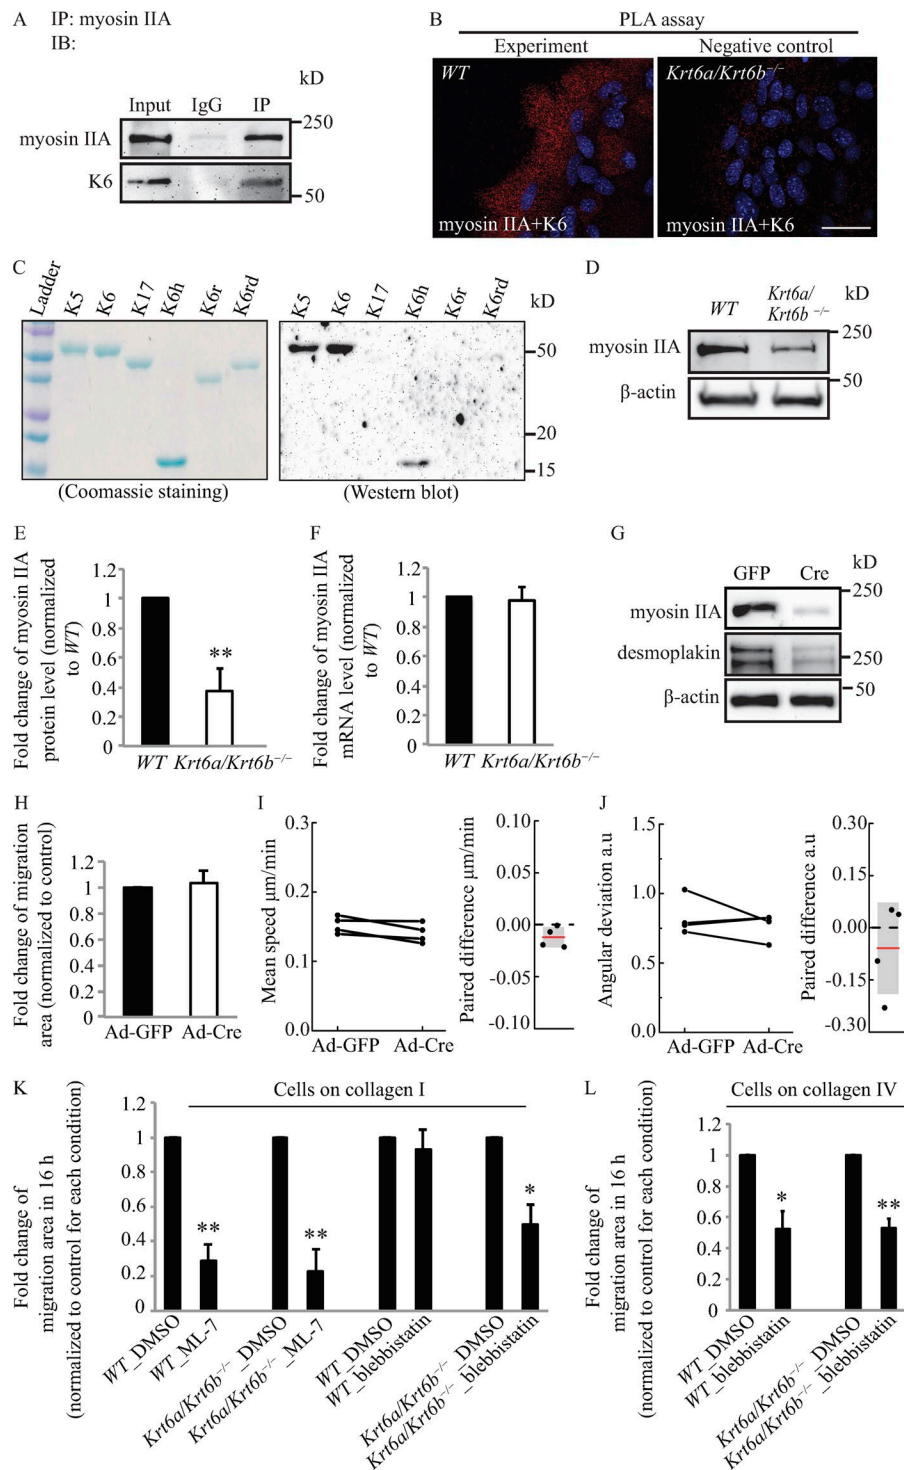 A
IP: myosin IIA
IB:
kD
Input IgG IP
250
myosin IIA
K6
50
B
PLA assay
Experiment Negative control
WT
Krt6a/Krt6b−/−
myosin IIA+K6
myosin IIA+K6
C
Ladder K5 K6 K17 K6h K6r K6rd
K5 K6 K17 K6h K6r K6rd kD
50
20
15
(Coomassie staining)
(Western blot)
D
WT Krt6a/Krt6b −/− kD
250
myosin IIA
50
β-actin
E
Fold change of myosin IIA
protein level (normalized
to WT)
1.2
1
0.8
0.6
0.4
0.2
0
**
WT Krt6a/Krt6b−/−
F
Fold change of myosin IIA
mRNA level (normalized
to WT)
1.2
1
0.8
0.6
0.4
0.2
0
WT Krt6a/Krt6b−/−
G
GFP Cre kD
250
myosin IIA
desmoplakin
250
β-actin
50
H
Fold change of migration
area (normalized to control)
1.2
1
0.8
0.6
0.4
0.2
0
Ad-GFP Ad-Cre
I
Mean speed µm/min
0.3
0.2
0.1
0.0
Ad-GFP Ad-Cre
Paired difference µm/min
0.10
0.05
0.00
-0.05
-0.10
J
Angular deviation a.u
1.5
1.0
0.5
0.0
Ad-GFP Ad-Cre
Paired difference a.u
0.30
0.15
0.00
-0.15
-0.30
K
Cells on collagen I
Fold change of
migration area in 16 h
(normalized to control for each condition)
1.2
1
0.8
0.6
0.4
0.2
0
**
**
*
WT_DMSO
WT_ML-7
Krt6a/Krt6b−/−_DMSO
Krt6a/Krt6b−/−_ML-7
WT_DMSO
WT_blebbistatin
Krt6a/Krt6b−/−_DMSO
Krt6a/Krt6b−/−_blebbistatin
L
Cells on collagen IV
Fold change of
migration area in 16 h
(normalized to control for each condition)
1.2
1
0.8
0.6
0.4
0.2
0
*
**
WT_DMSO
WT_blebbistatin
Krt6a/Krt6b−/−_DMSO
Krt6a/Krt6b−/−_blebbistatin